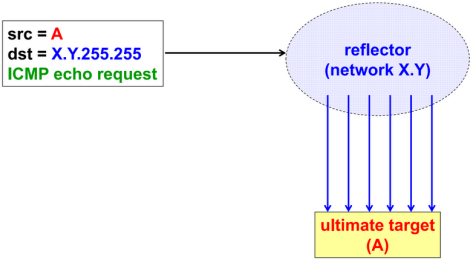 src = A
dst = X.Y.255.255
ICMP echo request
reflector
(network X.Y)
ultimate target
(A)